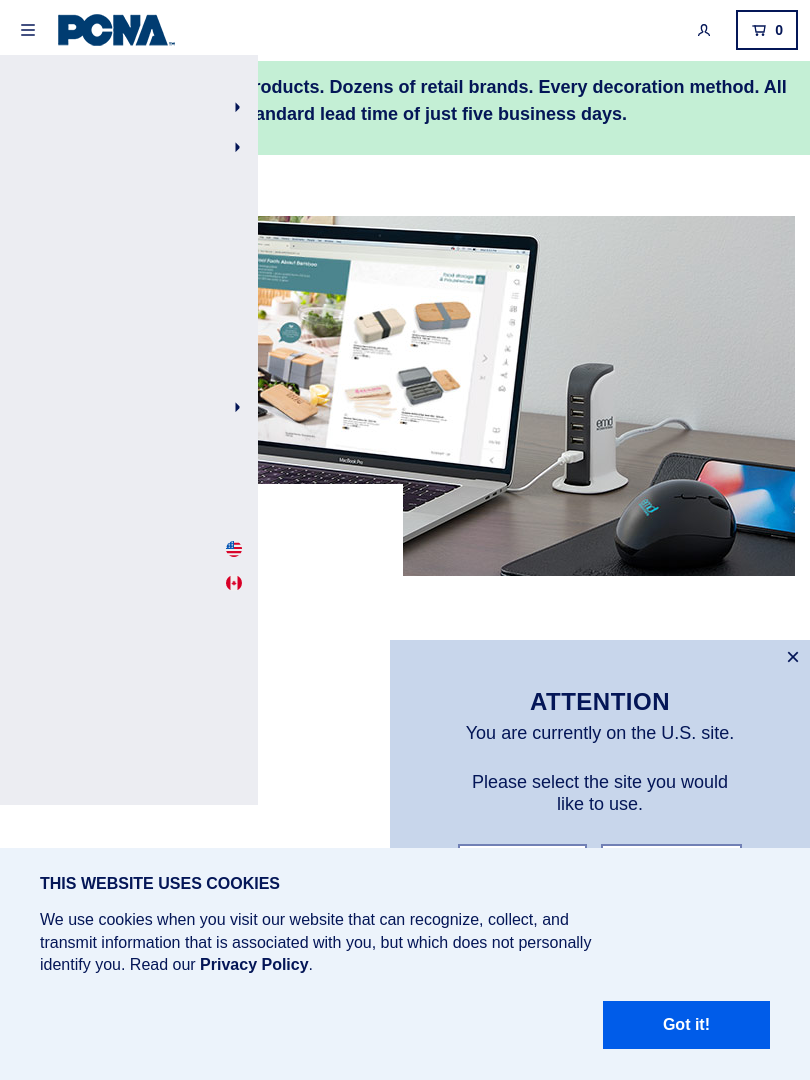 PCNA
0
roducts. Dozens of retail brands. Every decoration method. All
andard lead time of just five business days.
MacBook Pro
emd
ATTENTION
You are currently on the U.S. site.
Please select the site you would
like to use.
THIS WEBSITE USES COOKIES
We use cookies when you visit our website that can recognize, collect, and
transmit information that is associated with you, but which does not personally
identify you. Read our Privacy Policy.
Got it!